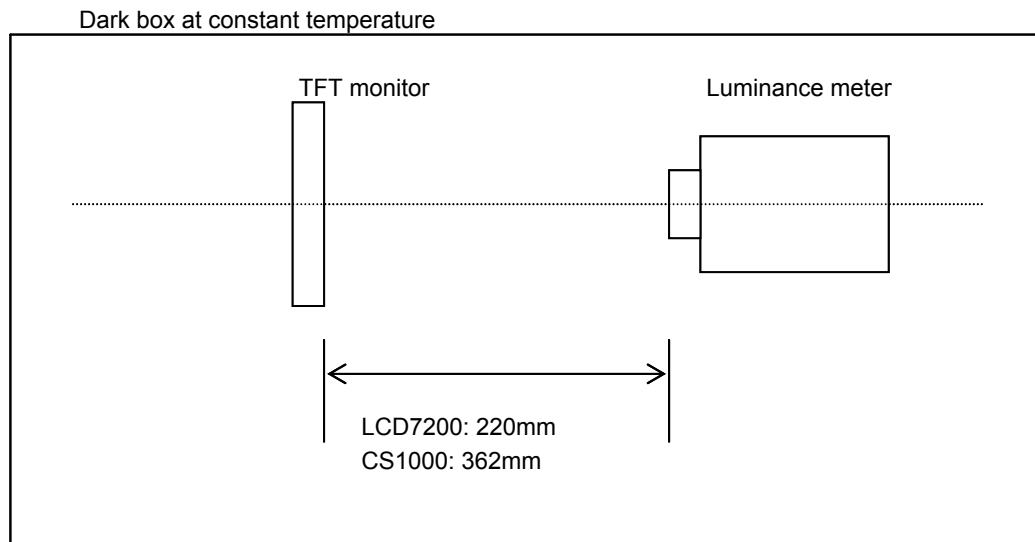 Dark box at constant temperature
TFT monitor
Luminance meter
LCD7200: 220mm
CS1000: 362mm